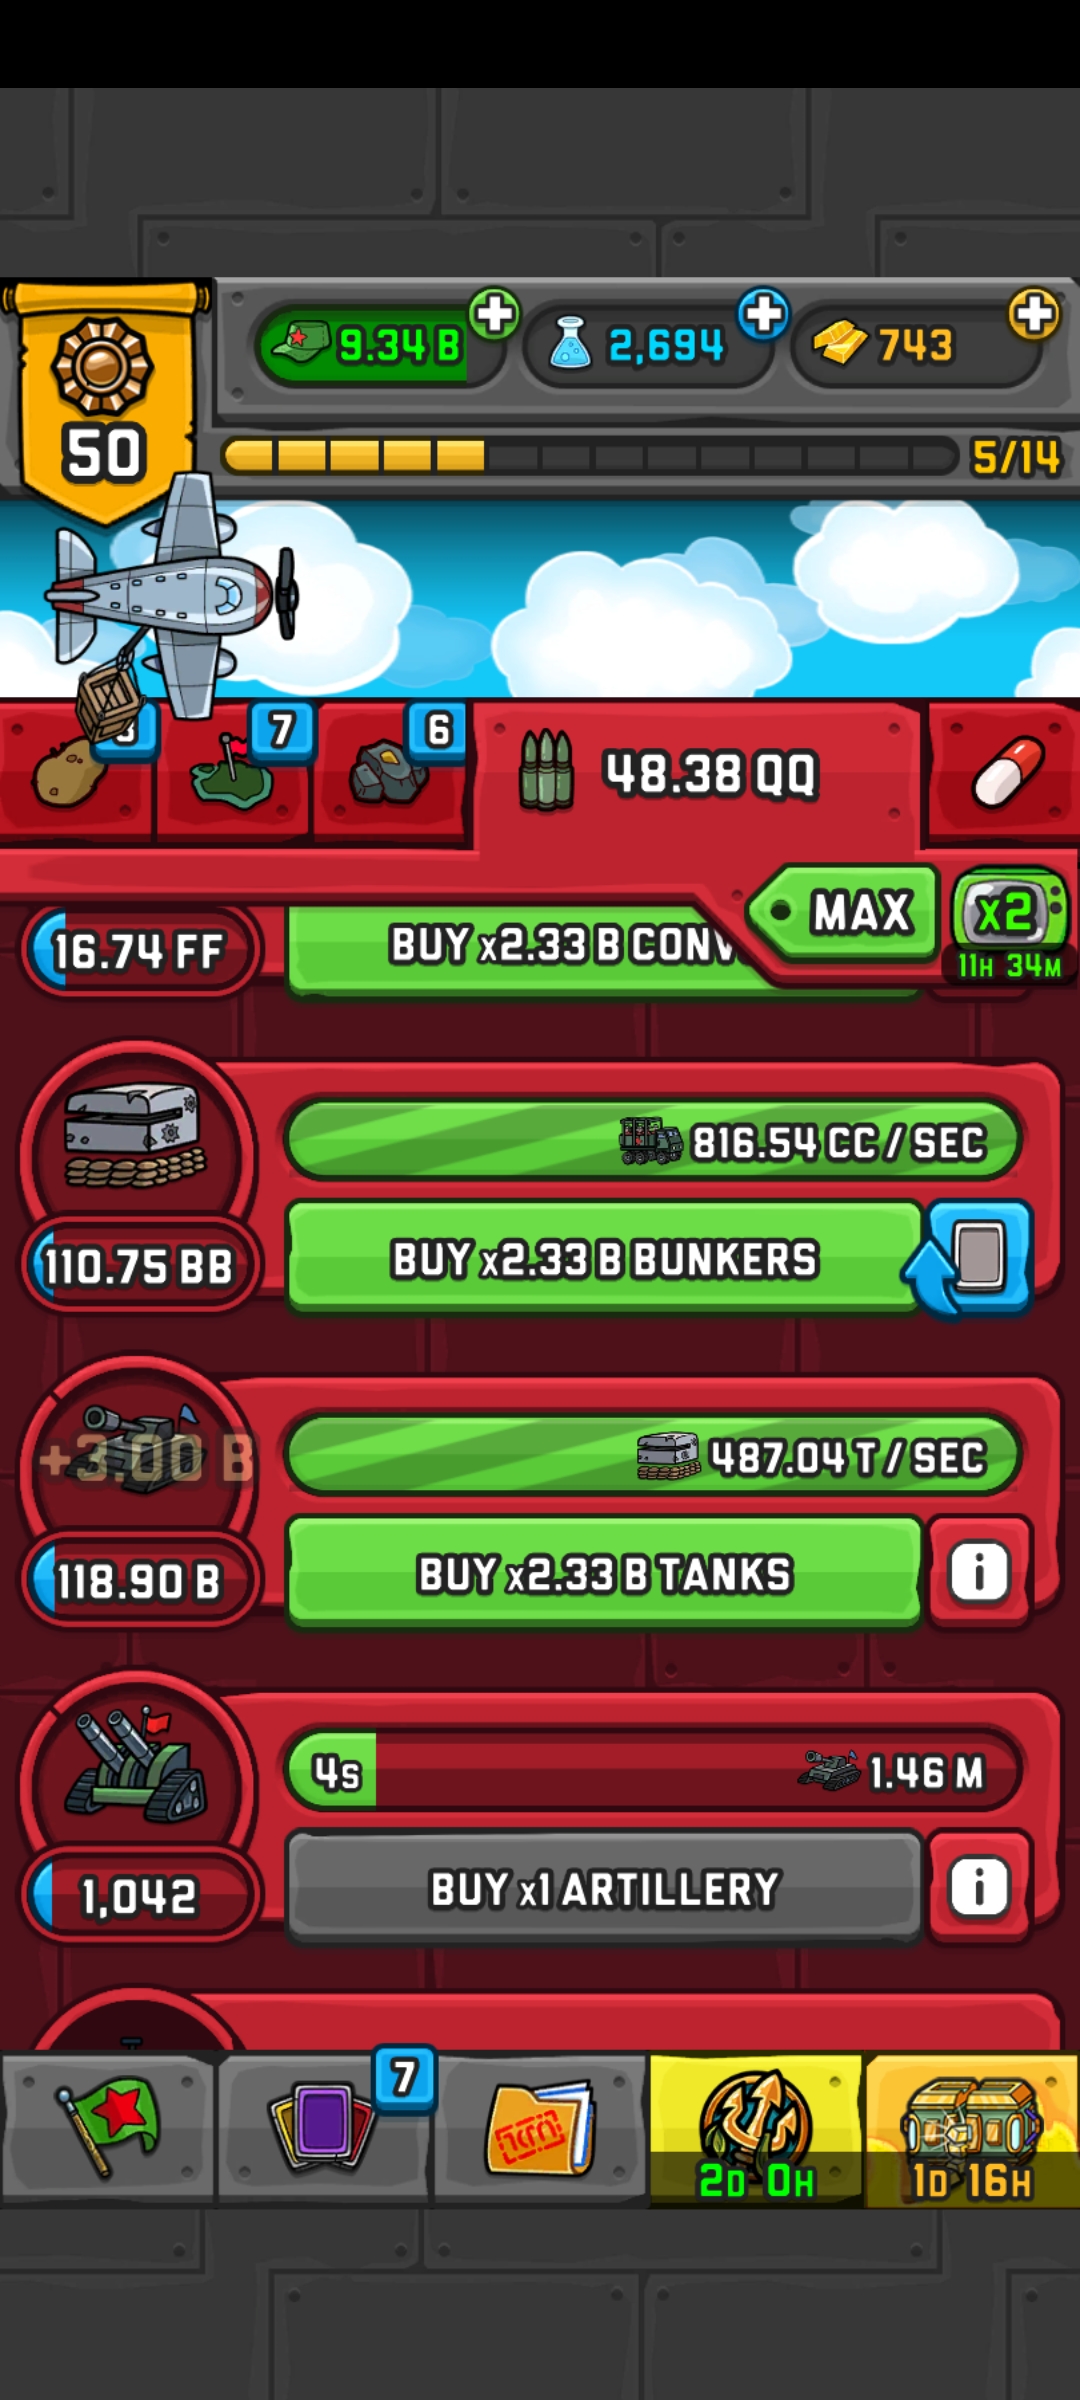 9.34 B
2,694
743
50
5/14
7
6
48.38 QQ
MAX
x2
11H 34M
16.74 FF
BUY x2.33 B CONV
816.54 CC / SEC
110.75 BB
BUY x2.33 B BUNKERS
+3.00 B
487.04 T / SEC
118.90 B
BUY x2.33 B TANKS
i
4s
1.46 M
1,042
BUY x1 ARTILLERY
i
7
2D 0H
1D 16H